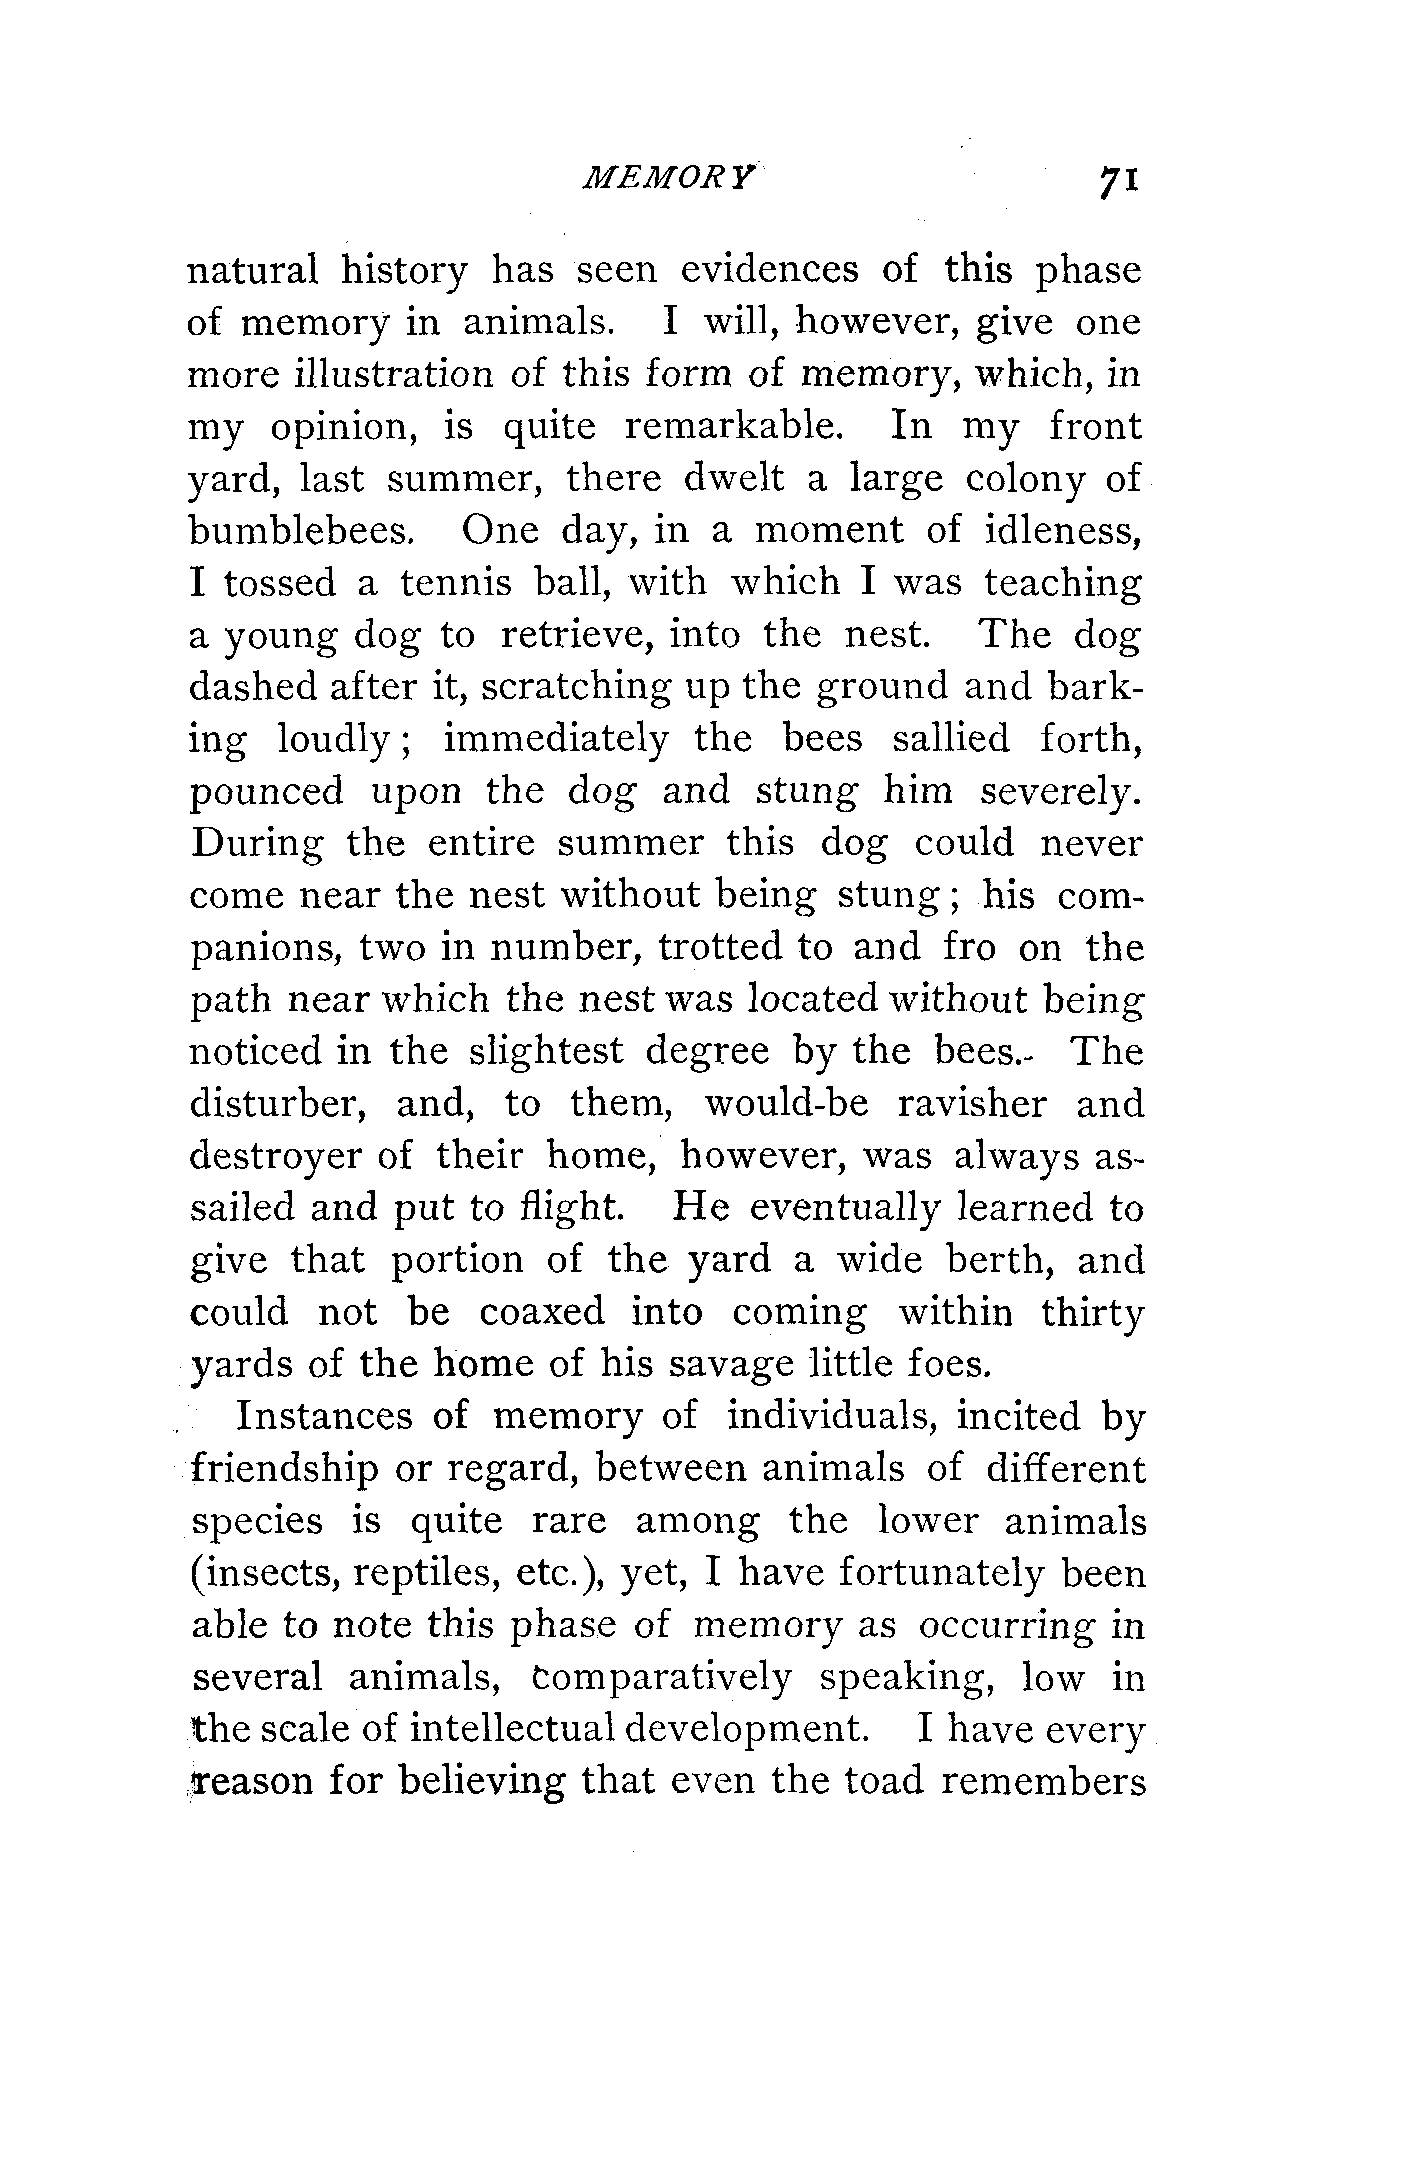 MEMORY 71
natural history has seen evidences of this phase
of memory in animals. I will, however, give one
more illustration of this form of memory, which, in
my opinion, is quite remarkable. In my front
yard, last summer, there dwelt a large colony of
bumblebees. One day, in a moment of idleness,
I tossed a tennis ball, with which I was teaching
a young dog to retrieve, into the nest. The dog
dashed after it, scratching up the ground and bark-
ing loudly; immediately the bees sallied forth,
pounced upon the dog and stung him severely.
During the entire summer this dog could never
come near the nest without being stung; his com-
panions, two in number, trotted to and fro on the
path near which the nest was located without being
noticed in the slightest degree by the bees. The
disturber, and, to them, would-be ravisher and
destroyer of their home, however, was always as-
sailed and put to flight. He eventually learned to
give that portion of the yard a wide berth, and
could not be coaxed into coming within thirty
yards of the home of his savage little foes.
Instances of memory of individuals, incited by
friendship or regard, between animals of different
species is quite rare among the lower animals
(insects, reptiles, etc.), yet, I have fortunately been
able to note this phase of memory as occurring in
several animals, comparatively speaking, low in
the scale of intellectual development. I have every
reason for believing that even the toad remembers